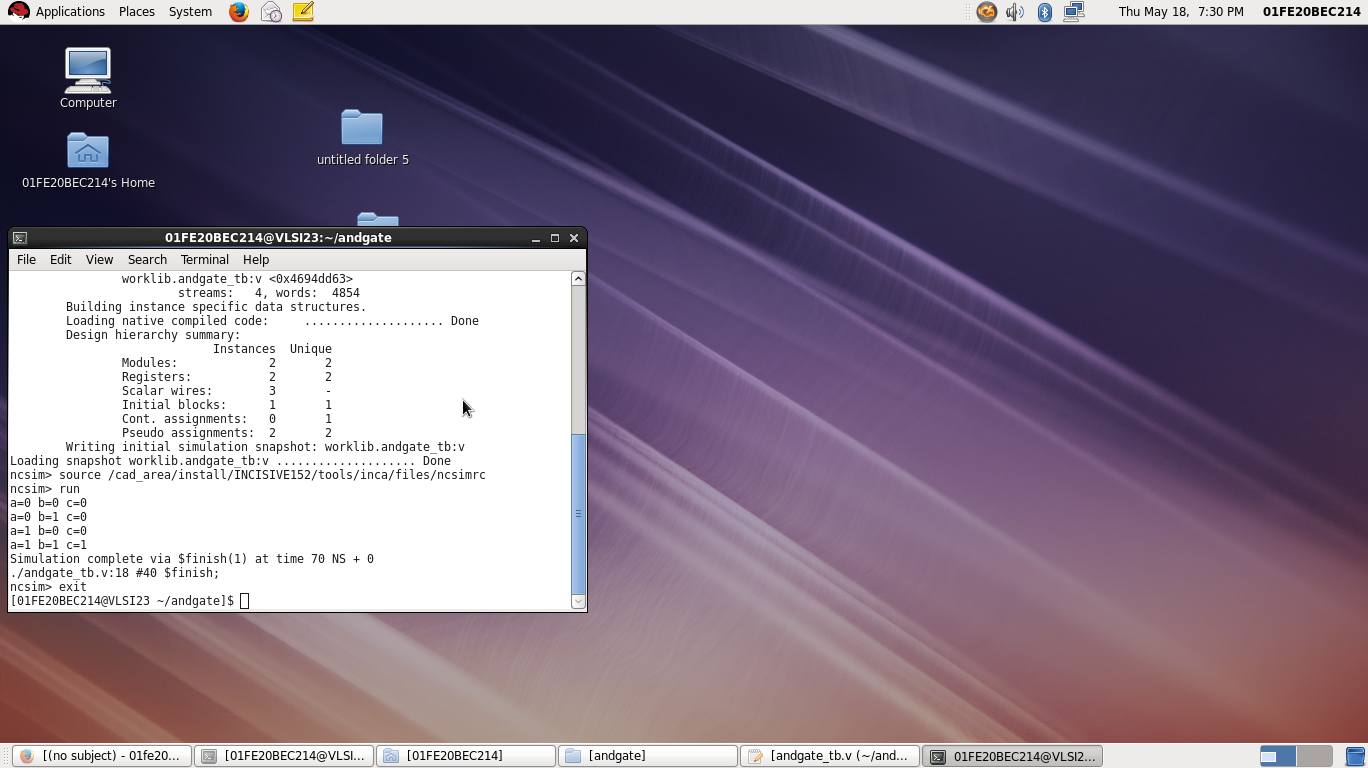 Applications Places System Thu May 18, 7:30 PM 01FE20BEC214
Computer
untitled folder 5
01FE20BEC214's Home
01FE20BEC214@VLSI23:~/andgate
File Edit View Search Terminal Help
worklib.andgate_tb:v <0x4694dd63>
streams: 4, words: 4854
Building instance specific data structures.
Loading native compiled code: .................... Done
Design hierarchy summary:
Instances Unique
Modules: 2 2
Registers: 2 2
Scalar wires: 3 -
Initial blocks: 1 1
Cont. assignments: 0 1
Pseudo assignments: 2 2
Writing initial simulation snapshot: worklib.andgate_tb:v
Loading snapshot worklib.andgate_tb:v .................... Done
ncsim> source /cad_area/install/INCISIVE152/tools/inca/files/ncsimrc
ncsim> run
a=0 b=0 c=0
a=0 b=1 c=0
a=1 b=0 c=0
a=1 b=1 c=1
Simulation complete via $finish(1) at time 70 NS + 0
./andgate_tb.v:18 #40 $finish;
ncsim> exit
[01FE20BEC214@VLSI23 ~/andgate]$
[(no subject) - 01fe20... [01FE20BEC214@VLSI... [01FE20BEC214] [andgate] [andgate_tb.v (~/and... 01FE20BEC214@VLSI2...